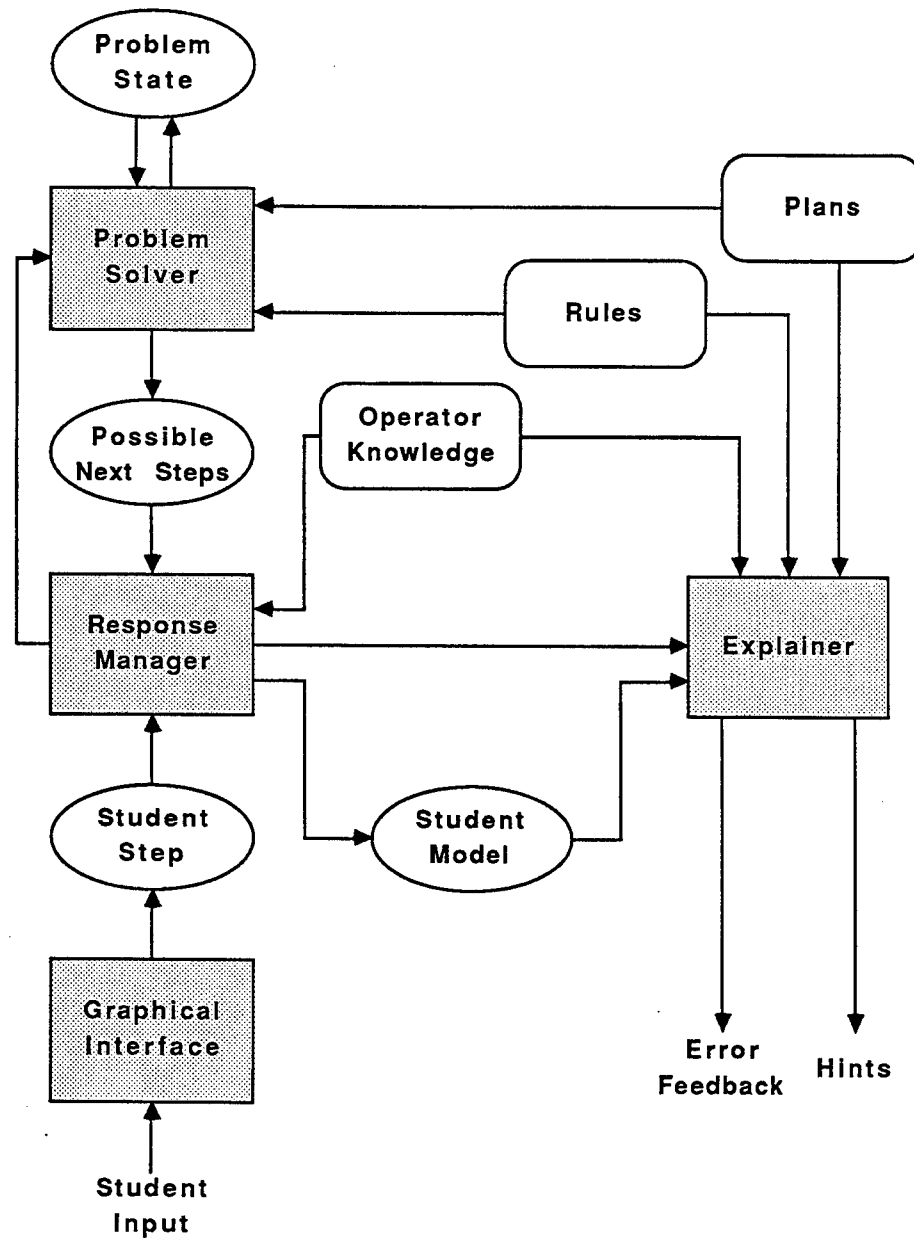 Problem
State
Plans
Problem
Solver
Rules
Operator
Knowledge
Possible
Next Steps
Response
Manager
Explainer
Student
Step
Student
Model
Graphical
Interface
Error
Feedback
Hints
Student
Input